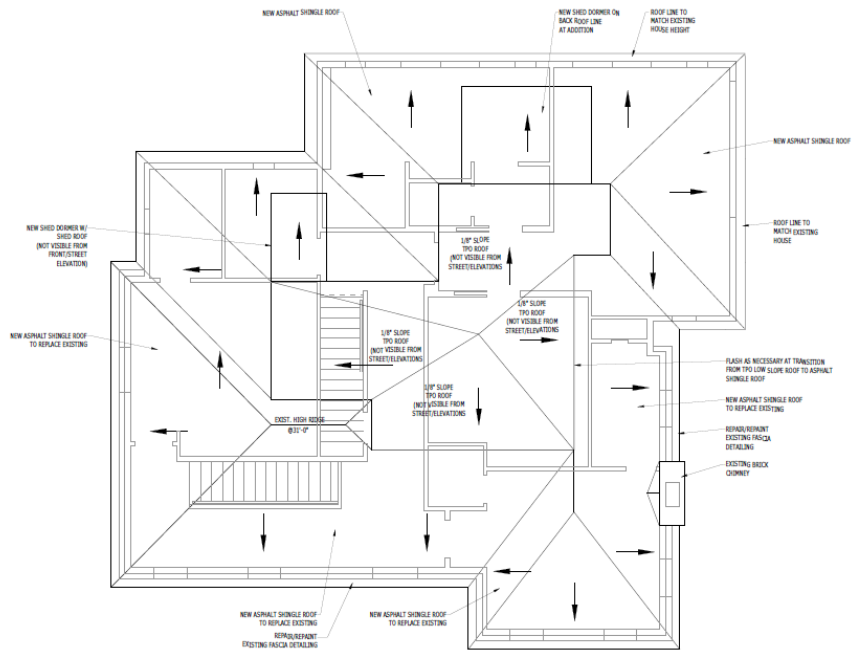 NEW ASPHALT SHINGLE ROOF
NEW SHED DORMER ON
BACK ROOF LINE
AT ADDITION
ROOF LINE TO
MATCH EXISTING
HOUSE HEIGHT
NEW ASPHALT SHINGLE ROOF
NEW SHED DORMER W/
SHED ROOF
(NOT VISIBLE FROM
FRONT/STREET
ELEVATION)
ROOF LINE TO
MATCH EXISTING
HOUSE
1/8" SLOPE
TPO ROOF
(NOT VISIBLE FROM
STREET/ELEVATIONS
1/8" SLOPE
TPO ROOF
(NOT VISIBLE FROM
STREET/ELEVATIONS
1/8" SLOPE
TPO ROOF
(NOT VISIBLE FROM
STREET/ELEVATIONS
NEW ASPHALT SHINGLE ROOF
TO REPLACE EXISTING
FLASH AS NECESSARY AT TRANSITION
FROM TPO LOW SLOPE ROOF TO ASPHALT
SHINGLE ROOF
1/8" SLOPE
TPO ROOF
(NOT VISIBLE FROM
STREET/ELEVATIONS
NEW ASPHALT SHINGLE ROOF
TO REPLACE EXISTING
EXIST. HIGH RIDGE
@31'-0"
REPAIR/REPAINT
EXISTING FASCIA
DETAILING
EXISTING BRICK
CHIMNEY
NEW ASPHALT SHINGLE ROOF
TO REPLACE EXISTING
REPAIR/REPAINT
EXISTING FASCIA DETAILING
NEW ASPHALT SHINGLE ROOF
TO REPLACE EXISTING